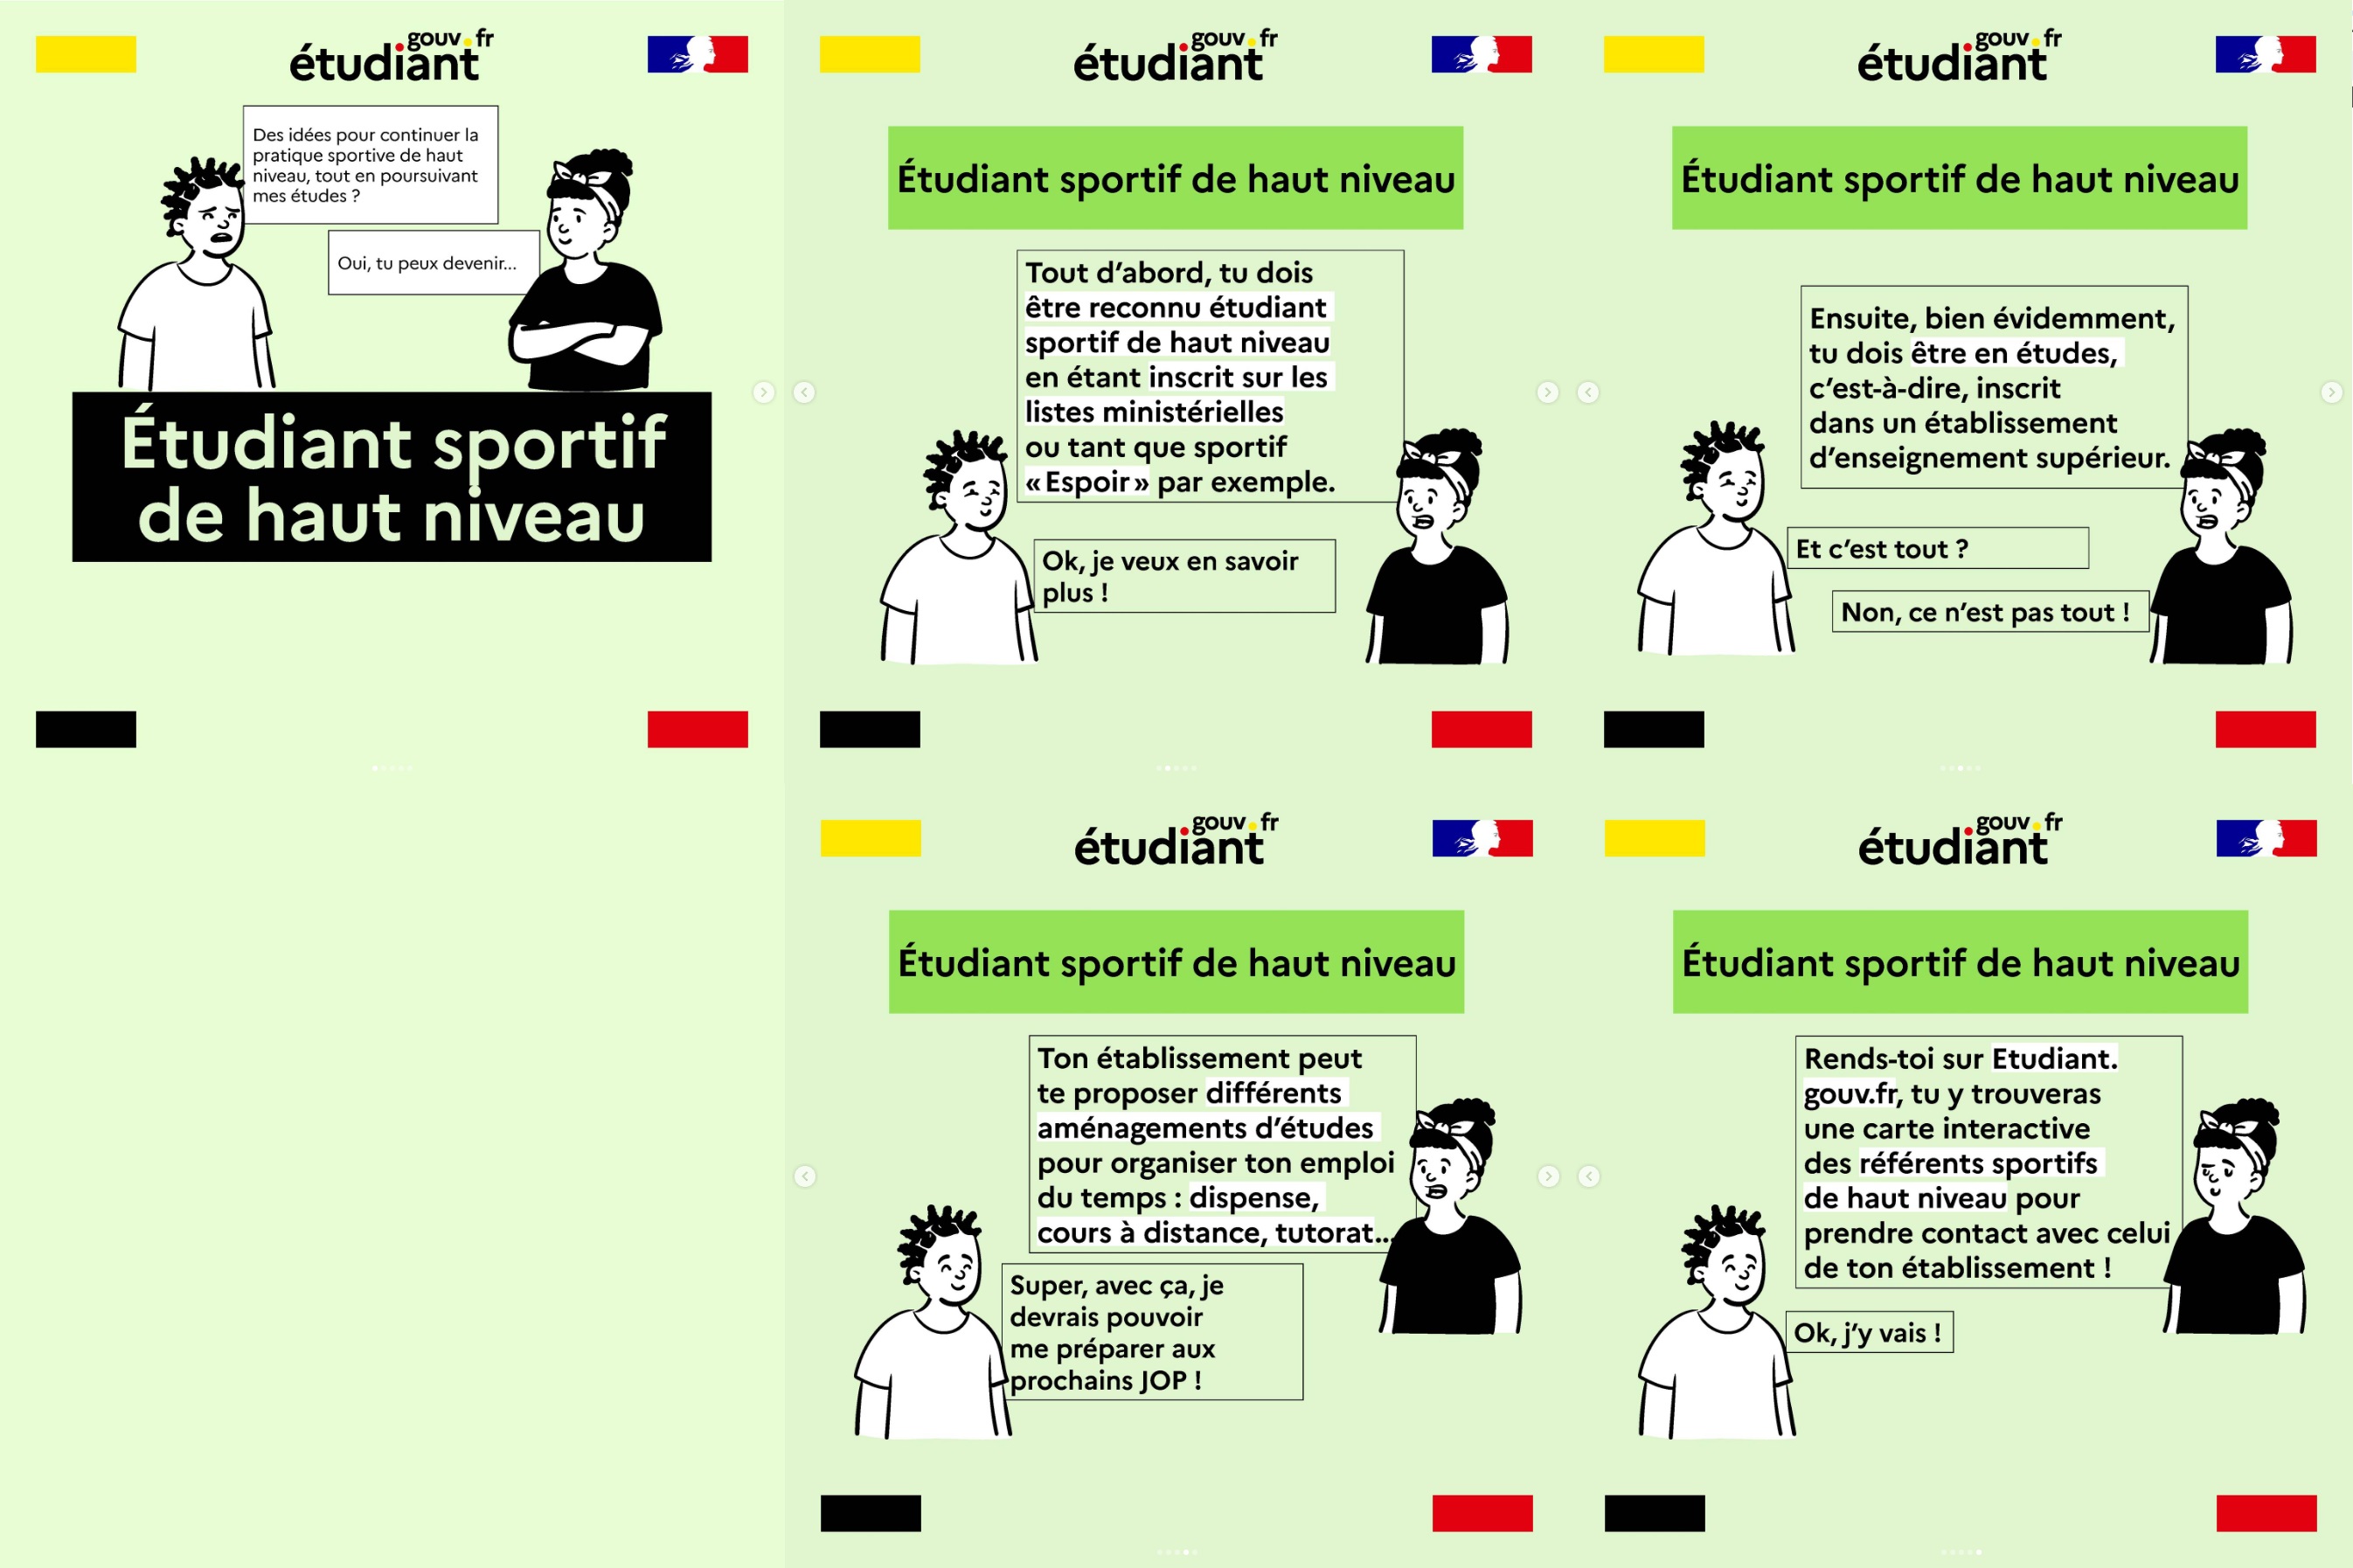 gouv.fr
étudiant
Des idées pour continuer la
pratique sportive de haut
niveau, tout en poursuivant
mes études ?
Oui, tu peux devenir...
Étudiant sportif
de haut niveau
gouv.fr
étudiant
Étudiant sportif de haut niveau
Tout d'abord, tu dois
être reconnu étudiant
sportif de haut niveau
en étant inscrit sur les
listes ministérielles
ou tant que sportif
« Espoir » par exemple.
Ok, je veux en savoir
plus !
gouv.fr
étudiant
Étudiant sportif de haut niveau
Ensuite, bien évidemment,
tu dois être en études,
c'est-à-dire, inscrit
dans un établissement
d'enseignement supérieur.
Et c'est tout ?
Non, ce n'est pas tout !
gouv.fr
étudiant
Étudiant sportif de haut niveau
Ton établissement peut
te proposer différents
aménagements d'études
pour organiser ton emploi
du temps : dispense,
cours à distance, tutorat...
Super, avec ça, je
devrais pouvoir
me préparer aux
prochains JOP !
gouv.fr
étudiant
Étudiant sportif de haut niveau
Rends-toi sur Etudiant.
gouv.fr, tu y trouveras
une carte interactive
des référents sportifs
de haut niveau pour
prendre contact avec celui
de ton établissement !
Ok, j'y vais !